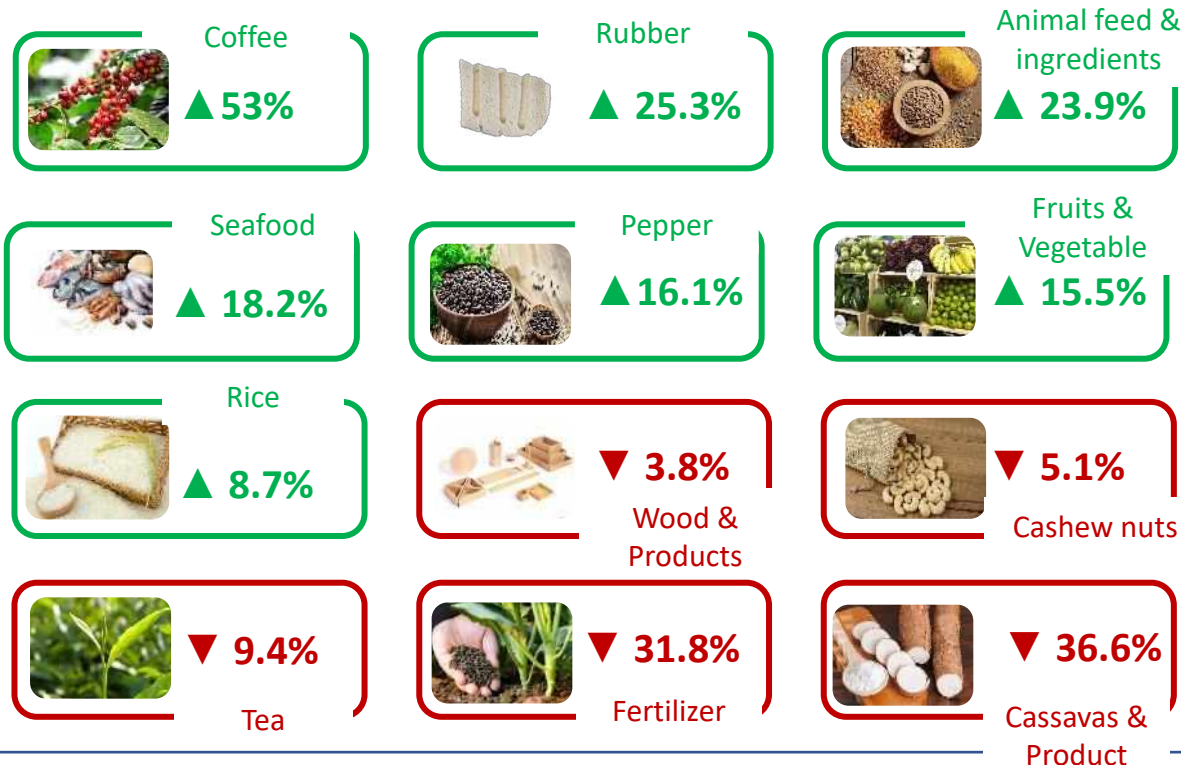 Coffee
▲ 53%
Rubber
▲ 25.3%
Animal feed &
ingredients
▲ 23.9%
Seafood
▲ 18.2%
Pepper
▲ 16.1%
Fruits &
Vegetable
▲ 15.5%
Rice
▲ 8.7%
▼ 3.8%
Wood &
Products
▼ 5.1%
Cashew nuts
▼ 9.4%
Tea
▼ 31.8%
Fertilizer
▼ 36.6%
Cassavas &
Product